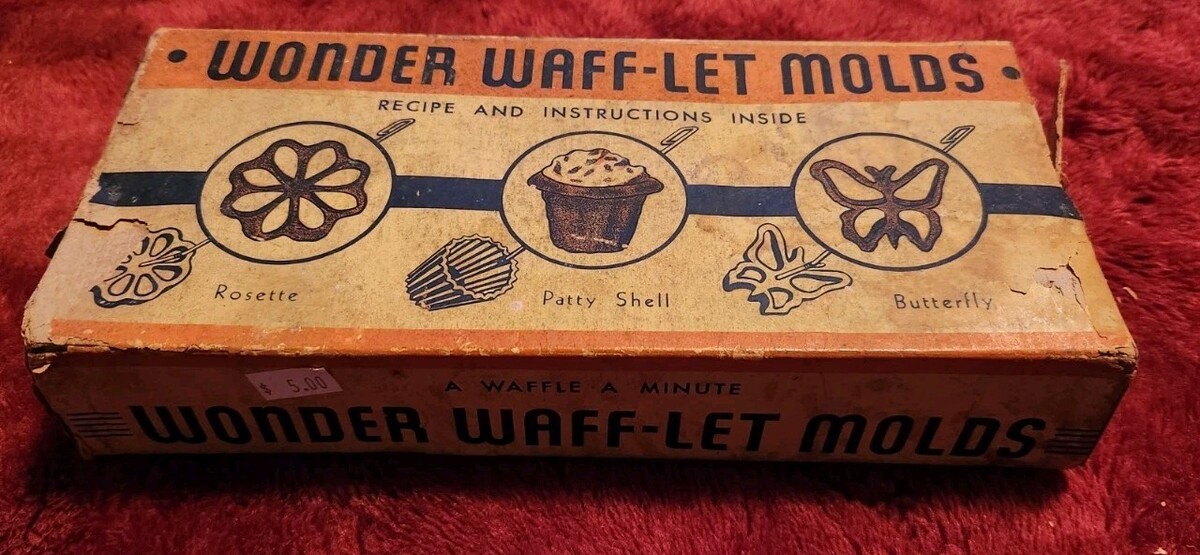 • WONDER WAFF-LET MOLDS •
RECIPE AND INSTRUCTIONS INSIDE
Rosette
Patty Shell
Butterfly
$ 5.00
A WAFFLE A MINUTE
WONDER WAFF-LET MOLDS